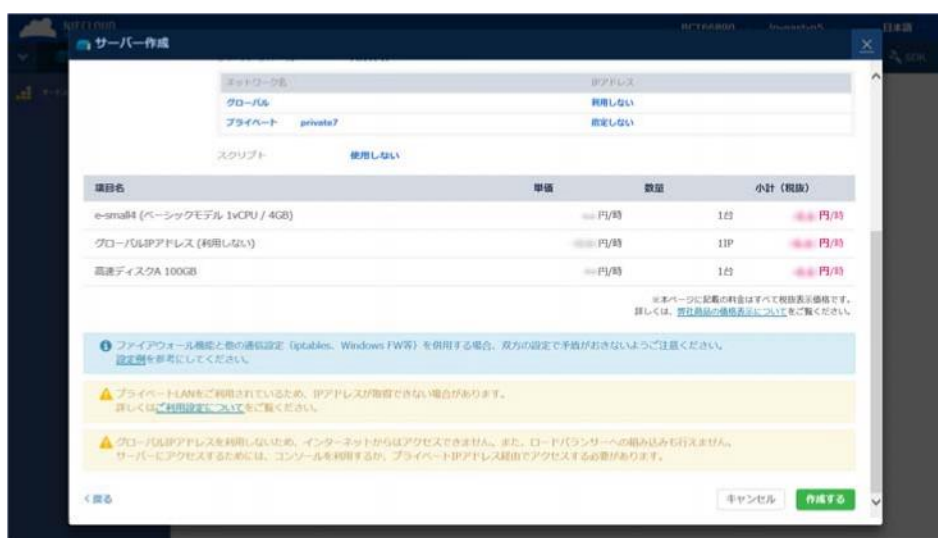 NIFCLOUD
日本語
サーバー作成
SDK
ネットワーク名 IPアドレス
グローバル 利用しない
プライベート private7 指定しない
スクリプト 使用しない
項目名 単価 数量 小計（税抜）
e-small4 (ベーシックモデル 1vCPU / 4GB) 円/時 1台 円/時
グローバルIPアドレス (利用しない) 円/時 1IP 円/時
高速ディスクA 100GB 円/時 1台 円/時
※本ページに記載の料金はすべて税抜表示価格です。
詳しくは、弊社商品の価格表示についてをご覧ください。
ファイアウォール機能と他の通信設定（iptables、Windows FW等）を併用する場合、双方の設定で矛盾がおきないようご注意ください。
設定例を参考にしてください。
プライベートLANをご利用されているため、IPアドレスが取得できない場合があります。
詳しくはご利用設定についてをご覧ください。
グローバルIPアドレスを利用しないため、インターネットからはアクセスできません。また、ロードバランサーへの組み込みも行えません。
サーバーにアクセスするためには、コンソールを利用するか、プライベートIPアドレス経由でアクセスする必要があります。
戻る
キャンセル
作成する